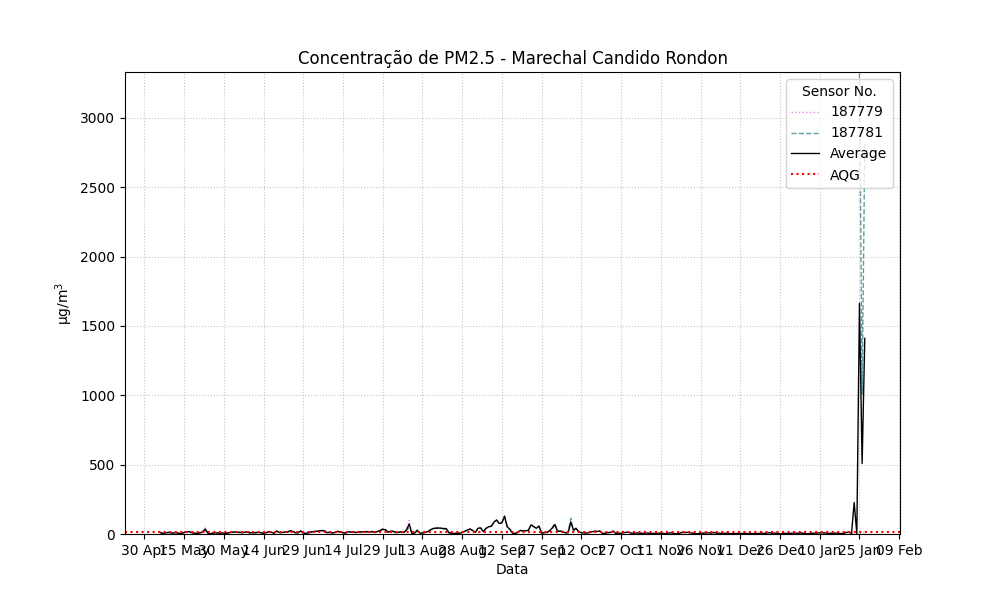 Concentração de PM2.5 - Marechal Candido Rondon
Sensor No.
187779
187781
Average
AQG
3000
2500
2000
1500
1000
500
0
µg/m³
30 Apr 15 May 30 May 14 Jun 29 Jun 14 Jul 29 Jul 13 Aug 28 Aug 12 Sep 27 Sep 12 Oct 27 Oct 11 Nov 26 Nov 11 Dec 26 Dec 10 Jan 25 Jan 09 Feb
Data